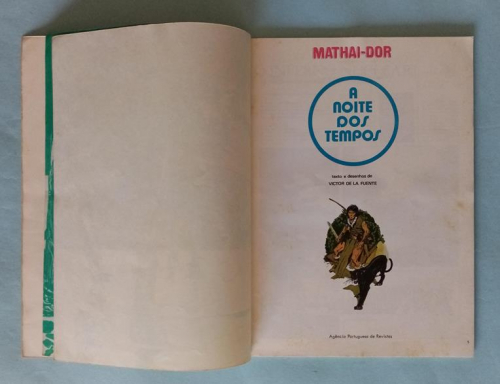 MATHAI-DOR
A
NOITE
DOS
TEMPOS
texto e desenhos de
VICTOR DE LA FUENTE
Agência Portuguesa de Revistas